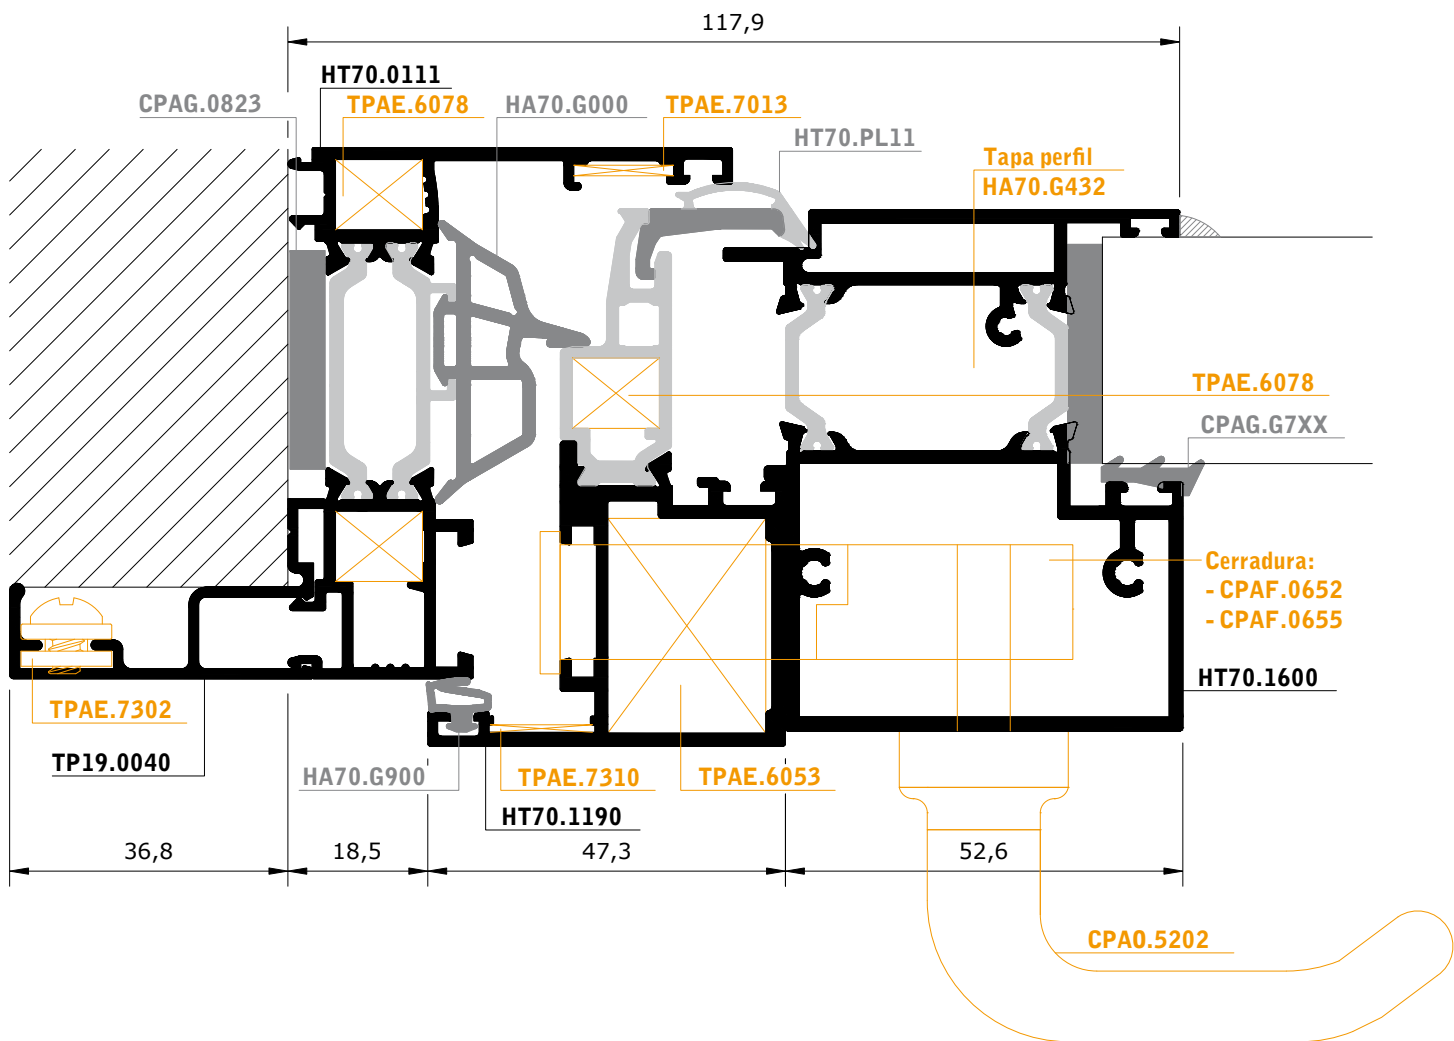 117,9
HT70.0111
CPAG.0823
TPAE.6078
HA70.G000
TPAE.7013
HT70.PL11
Tapa perfil
HA70.G432
TPAE.6078
CPAG.G7XX
Cerradura:
- CPAF.0652
- CPAF.0655
HT70.1600
TPAE.7302
TP19.0040
HA70.G900
TPAE.7310
TPAE.6053
HT70.1190
36,8
18,5
47,3
52,6
CPAO.5202